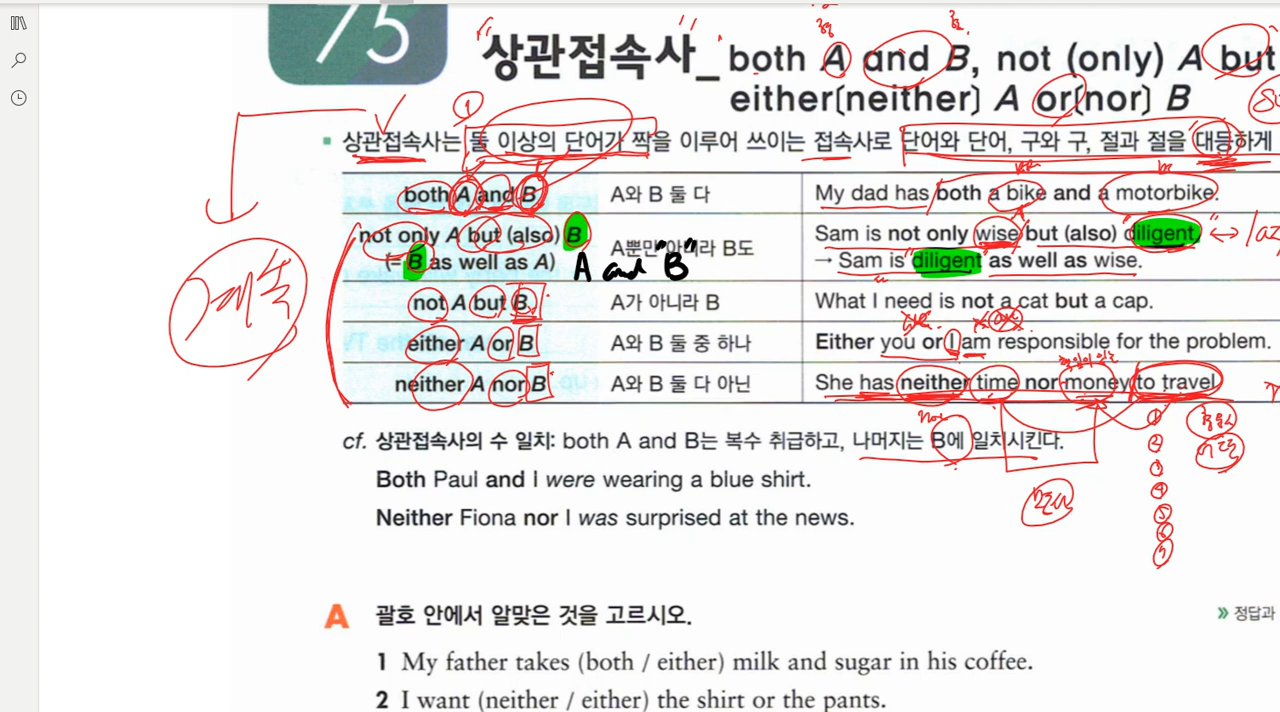 75
"상관접속사"_ both A and B, not (only) A but
either[neither] A or[nor] B
상관접속사는 둘 이상의 단어가 짝을 이루어 쓰이는 접속사로 단어와 단어, 구와 구, 절과 절을 대등하게
both A and B A와 B 둘 다 My dad has both a bike and a motorbike.
not only A but (also) B A뿐만 아니라 B도 Sam is not only wise but (also) diligent.
(= B as well as A) → Sam is diligent as well as wise.
A and "B"
not A but B A가 아니라 B What I need is not a cat but a cap.
either A or B A와 B 둘 중 하나 Either you or I am responsible for the problem.
neither A nor B A와 B 둘 다 아닌 She has neither time nor money to travel.
cf. 상관접속사의 수 일치: both A and B는 복수 취급하고, 나머지는 B에 일치시킨다.
Both Paul and I were wearing a blue shirt.
Neither Fiona nor I was surprised at the news.
①
②
③
④
⑤
⑥
⑦
A 괄호 안에서 알맞은 것을 고르시오. » 정답과
1 My father takes (both / either) milk and sugar in his coffee.
2 I want (neither / either) the shirt or the pants.